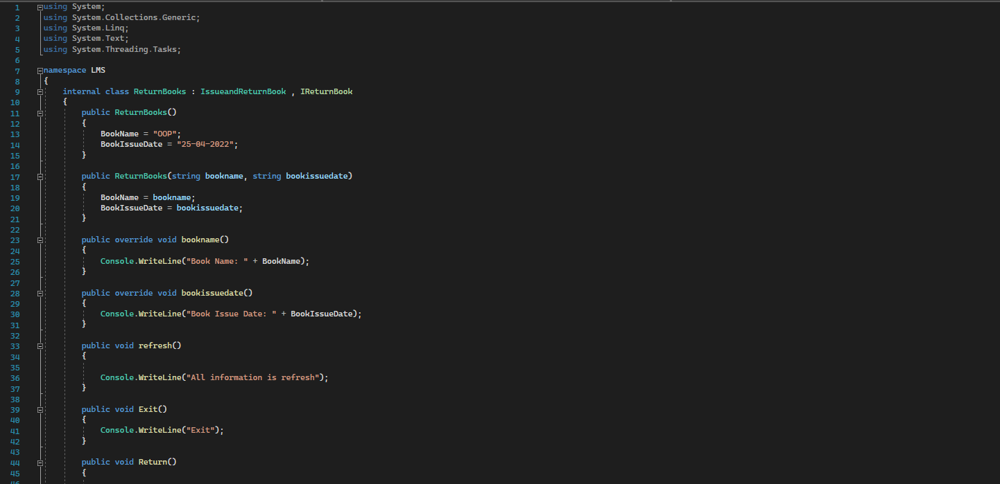 1 using System;
2 using System.Collections.Generic;
3 using System.Linq;
4 using System.Text;
5 using System.Threading.Tasks;
6
7 namespace LMS
8 {
9 internal class ReturnBooks : IssueandReturnBook , IReturnBook
10 {
11 public ReturnBooks()
12 {
13 BookName = "OOP";
14 BookIssueDate = "25-04-2022";
15 }
16
17 public ReturnBooks(string bookname, string bookissuedate)
18 {
19 BookName = bookname;
20 BookIssueDate = bookissuedate;
21 }
22
23 public override void bookname()
24 {
25 Console.WriteLine("Book Name: " + BookName);
26 }
27
28 public override void bookissuedate()
29 {
30 Console.WriteLine("Book Issue Date: " + BookIssueDate);
31 }
32
33 public void refresh()
34 {
35
36 Console.WriteLine("All information is refresh");
37 }
38
39 public void Exit()
40 {
41 Console.WriteLine("Exit");
42 }
43
44 public void Return()
45 {
46